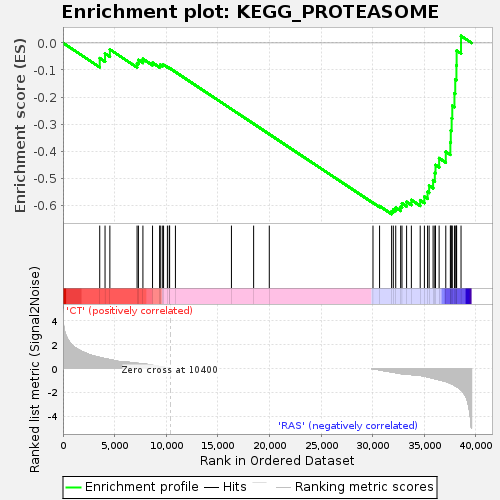 Enrichment plot: KEGG_PROTEASOME
Enrichment score (ES)
0.0
-0.1
-0.2
-0.3
-0.4
-0.5
-0.6
Ranked list metric (Signal2Noise)
'CT' (positively correlated)
4
2
0
-2
-4
Zero cross at 10400
'RAS' (negatively correlated)
0 5,000 10,000 15,000 20,000 25,000 30,000 35,000 40,000
Rank in Ordered Dataset
Enrichment profile Hits Ranking metric scores